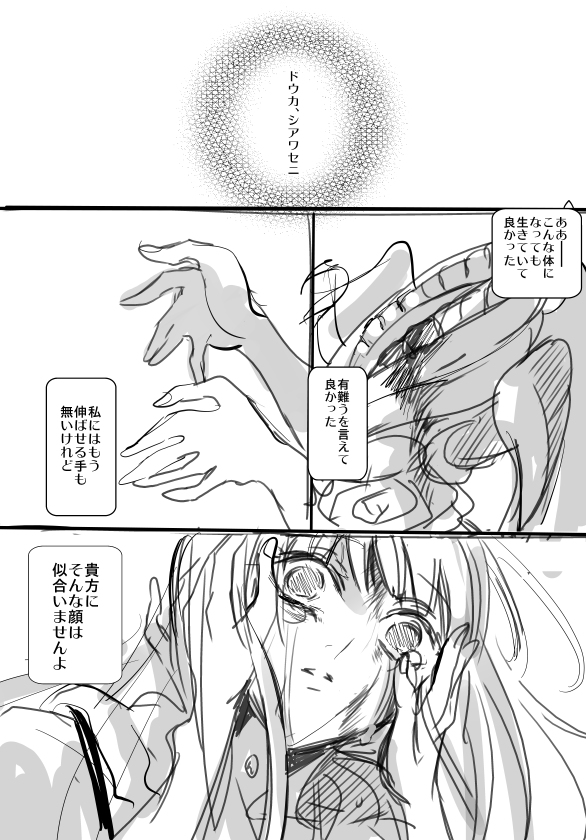 ドウカ、シアワセニ
ああ──
こんな体に
なっても
生きていて
良かった
有難うを言えて
良かった
私にはもう
伸ばせる手も
無いけれど
貴方に
そんな顔は
似合いませんよ